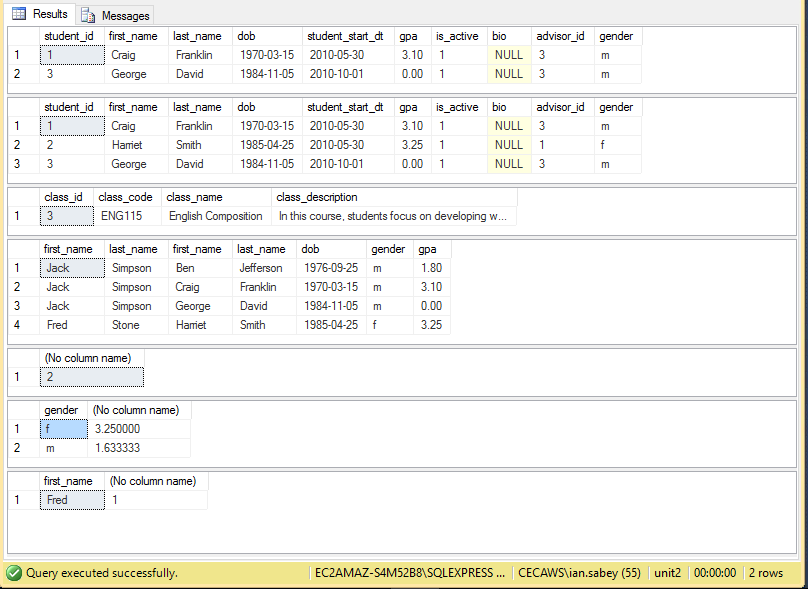 Results Messages
student_id first_name last_name dob student_start_dt gpa is_active bio advisor_id gender
1 1 Craig Franklin 1970-03-15 2010-05-30 3.10 1 NULL 3 m
2 3 George David 1984-11-05 2010-10-01 0.00 1 NULL 3 m
student_id first_name last_name dob student_start_dt gpa is_active bio advisor_id gender
1 1 Craig Franklin 1970-03-15 2010-05-30 3.10 1 NULL 3 m
2 2 Harriet Smith 1985-04-25 2010-05-30 3.25 1 NULL 1 f
3 3 George David 1984-11-05 2010-10-01 0.00 1 NULL 3 m
class_id class_code class_name class_description
1 3 ENG115 English Composition In this course, students focus on developing w...
first_name last_name first_name last_name dob gender gpa
1 Jack Simpson Ben Jefferson 1976-09-25 m 1.80
2 Jack Simpson Craig Franklin 1970-03-15 m 3.10
3 Jack Simpson George David 1984-11-05 m 0.00
4 Fred Stone Harriet Smith 1985-04-25 f 3.25
(No column name)
1 2
gender (No column name)
1 f 3.250000
2 m 1.633333
first_name (No column name)
1 Fred 1
Query executed successfully. EC2AMAZ-S4M52B8\SQLEXPRESS ... CECAWS\ian.sabey (55) unit2 00:00:00 2 rows